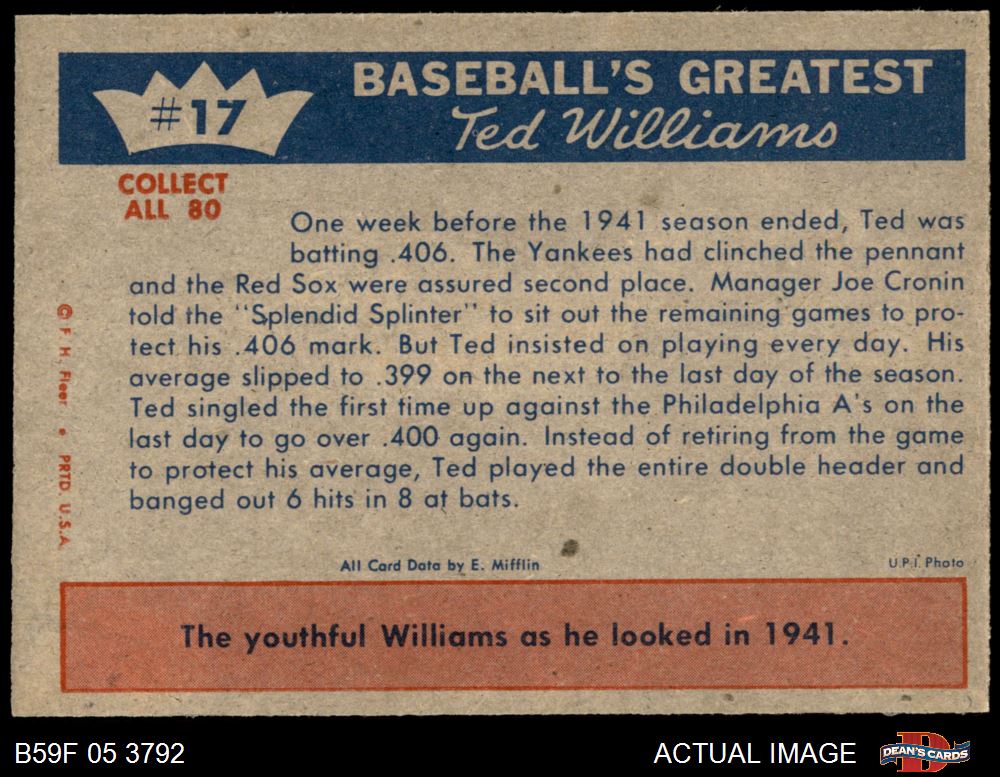 #17
BASEBALL'S GREATEST
Ted Williams
COLLECT
ALL 80
One week before the 1941 season ended, Ted was
batting .406. The Yankees had clinched the pennant
and the Red Sox were assured second place. Manager Joe Cronin
told the "Splendid Splinter" to sit out the remaining games to pro-
tect his .406 mark. But Ted insisted on playing every day. His
average slipped to .399 on the next to the last day of the season.
Ted singled the first time up against the Philadelphia A's on the
last day to go over .400 again. Instead of retiring from the game
to protect his average, Ted played the entire double header and
banged out 6 hits in 8 at bats.
© F. H. Fleer • PRTD. U.S.A.
All Card Data by E. Mifflin
U.P.I. Photo
The youthful Williams as he looked in 1941.
B59F 05 3792
ACTUAL IMAGE
D
DEAN'S CARDS